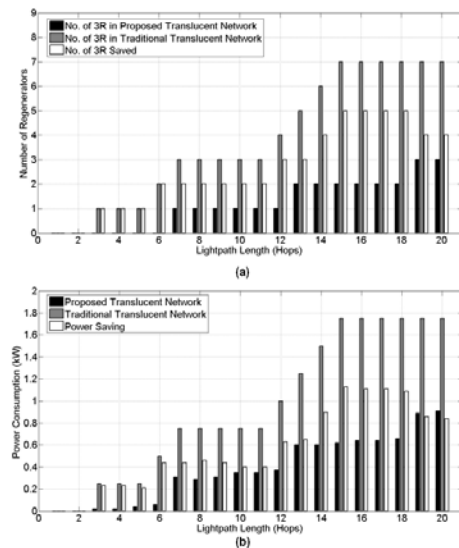 9
8
7
6
5
4
3
2
1
0
Number of Regenerators
No. of 3R in Proposed Translucent Network
No. of 3R in Traditional Translucent Network
No. of 3R Saved
0 2 4 6 8 10 12 14 16 18 20
Lightpath Length (Hops)
(a)
2
1.8
1.6
1.4
1.2
1
0.8
0.6
0.4
0.2
0
Power Consumption (kW)
Proposed Translucent Network
Traditional Translucent Network
Power Saving
0 2 4 6 8 10 12 14 16 18 20
Lightpath Length (Hops)
(b)